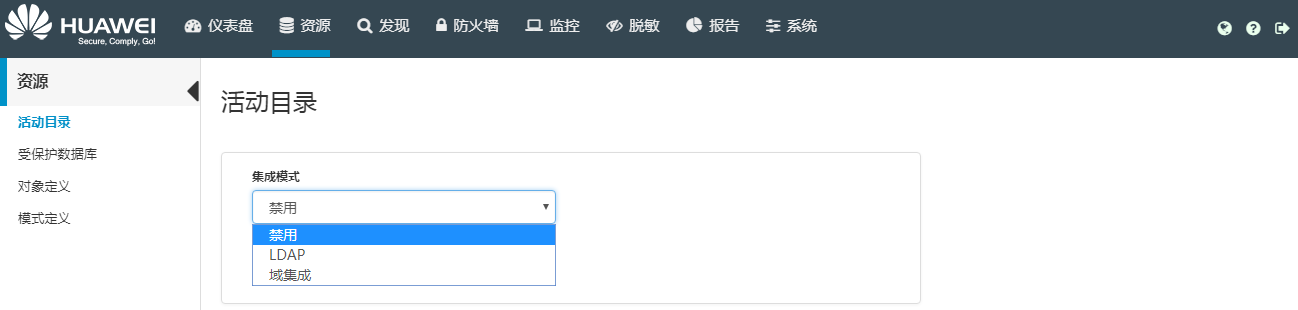 HUAWEI
Secure, Comply, Go!
仪表盘 资源 发现 防火墙 监控 脱敏 报告 系统
资源
活动目录
受保护数据库
对象定义
模式定义
活动目录
集成模式
禁用
禁用
LDAP
域集成